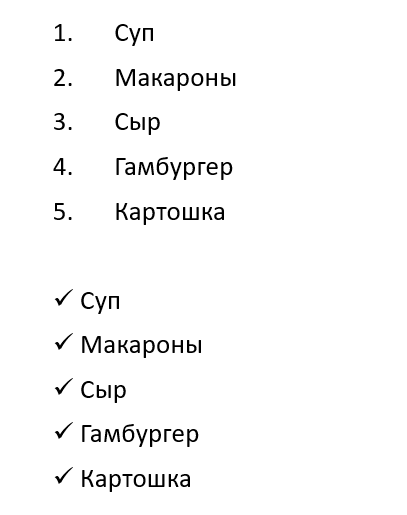 1. Суп
2. Макароны
3. Сыр
4. Гамбургер
5. Картошка
✓ Суп
✓ Макароны
✓ Сыр
✓ Гамбургер
✓ Картошка